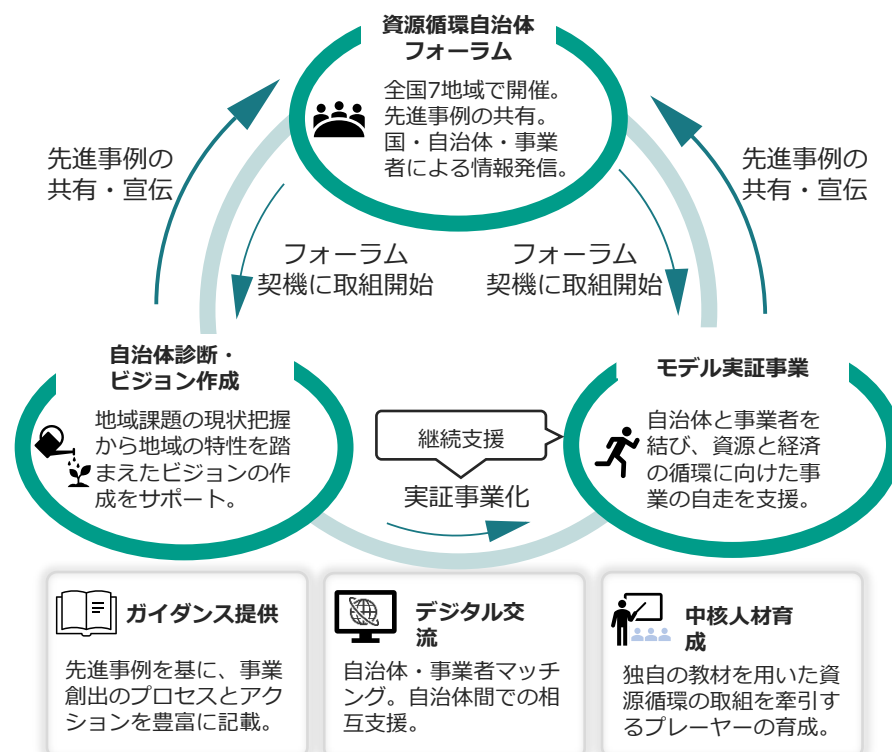 資源循環自治体
フォーラム
全国7地域で開催。
先進事例の共有。
国・自治体・事業
者による情報発信。
先進事例の
共有・宣伝
先進事例の
共有・宣伝
フォーラム
契機に取組開始
フォーラム
契機に取組開始
自治体診断・
ビジョン作成
地域課題の現状把握
から地域の特性を踏
まえたビジョンの作
成をサポート。
継続支援
実証事業化
モデル実証事業
自治体と事業者を
結び、資源と経済
の循環に向けた事
業の自走を支援。
ガイダンス提供
先進事例を基に、事業
創出のプロセスとアク
ションを豊富に記載。
デジタル交
流
自治体・事業者マッチ
ング。自治体間での相
互支援。
中核人材育
成
独自の教材を用いた資
源循環の取組を牽引す
るプレーヤーの育成。